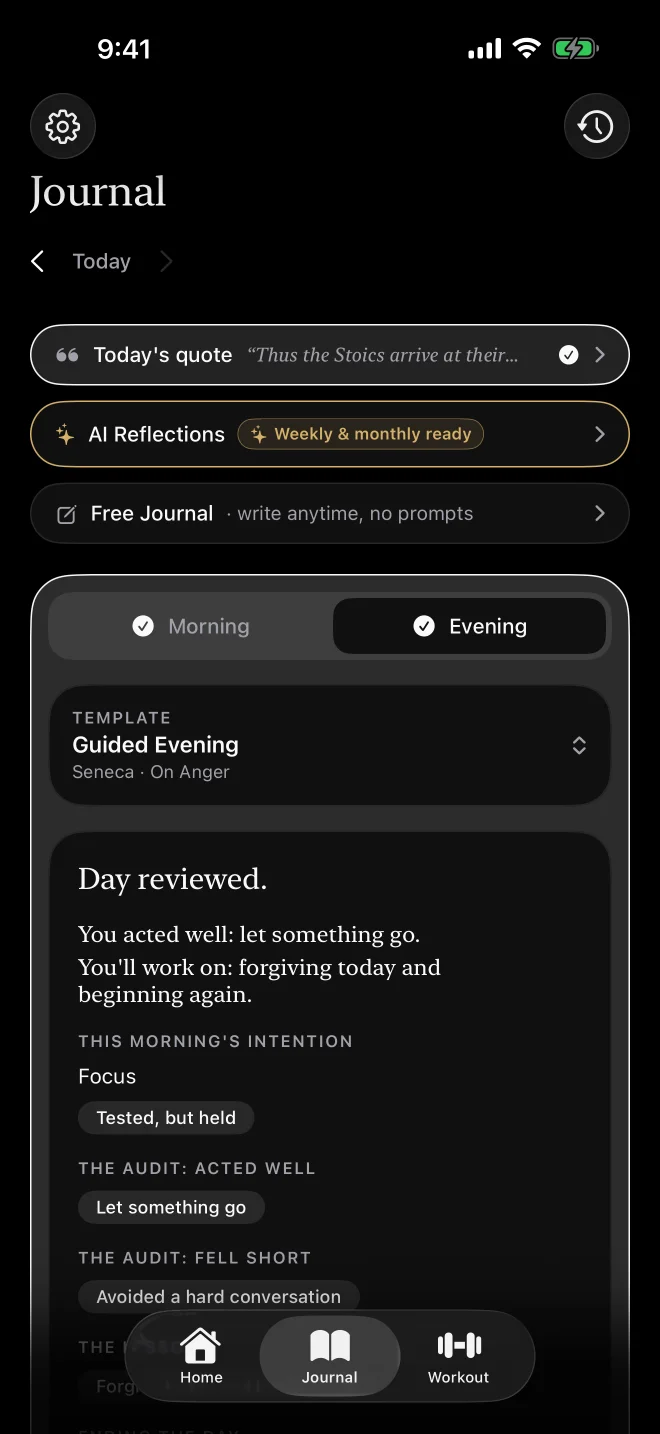 9:41
Journal
Today
Today's quote “Thus the Stoics arrive at their...
AI Reflections Weekly & monthly ready
Free Journal · write anytime, no prompts
Morning Evening
TEMPLATE
Guided Evening
Seneca · On Anger
Day reviewed.
You acted well: let something go.
You'll work on: forgiving today and
beginning again.
THIS MORNING'S INTENTION
Focus
Tested, but held
THE AUDIT: ACTED WELL
Let something go
THE AUDIT: FELL SHORT
Avoided a hard conversation
THE
Home Journal Workout